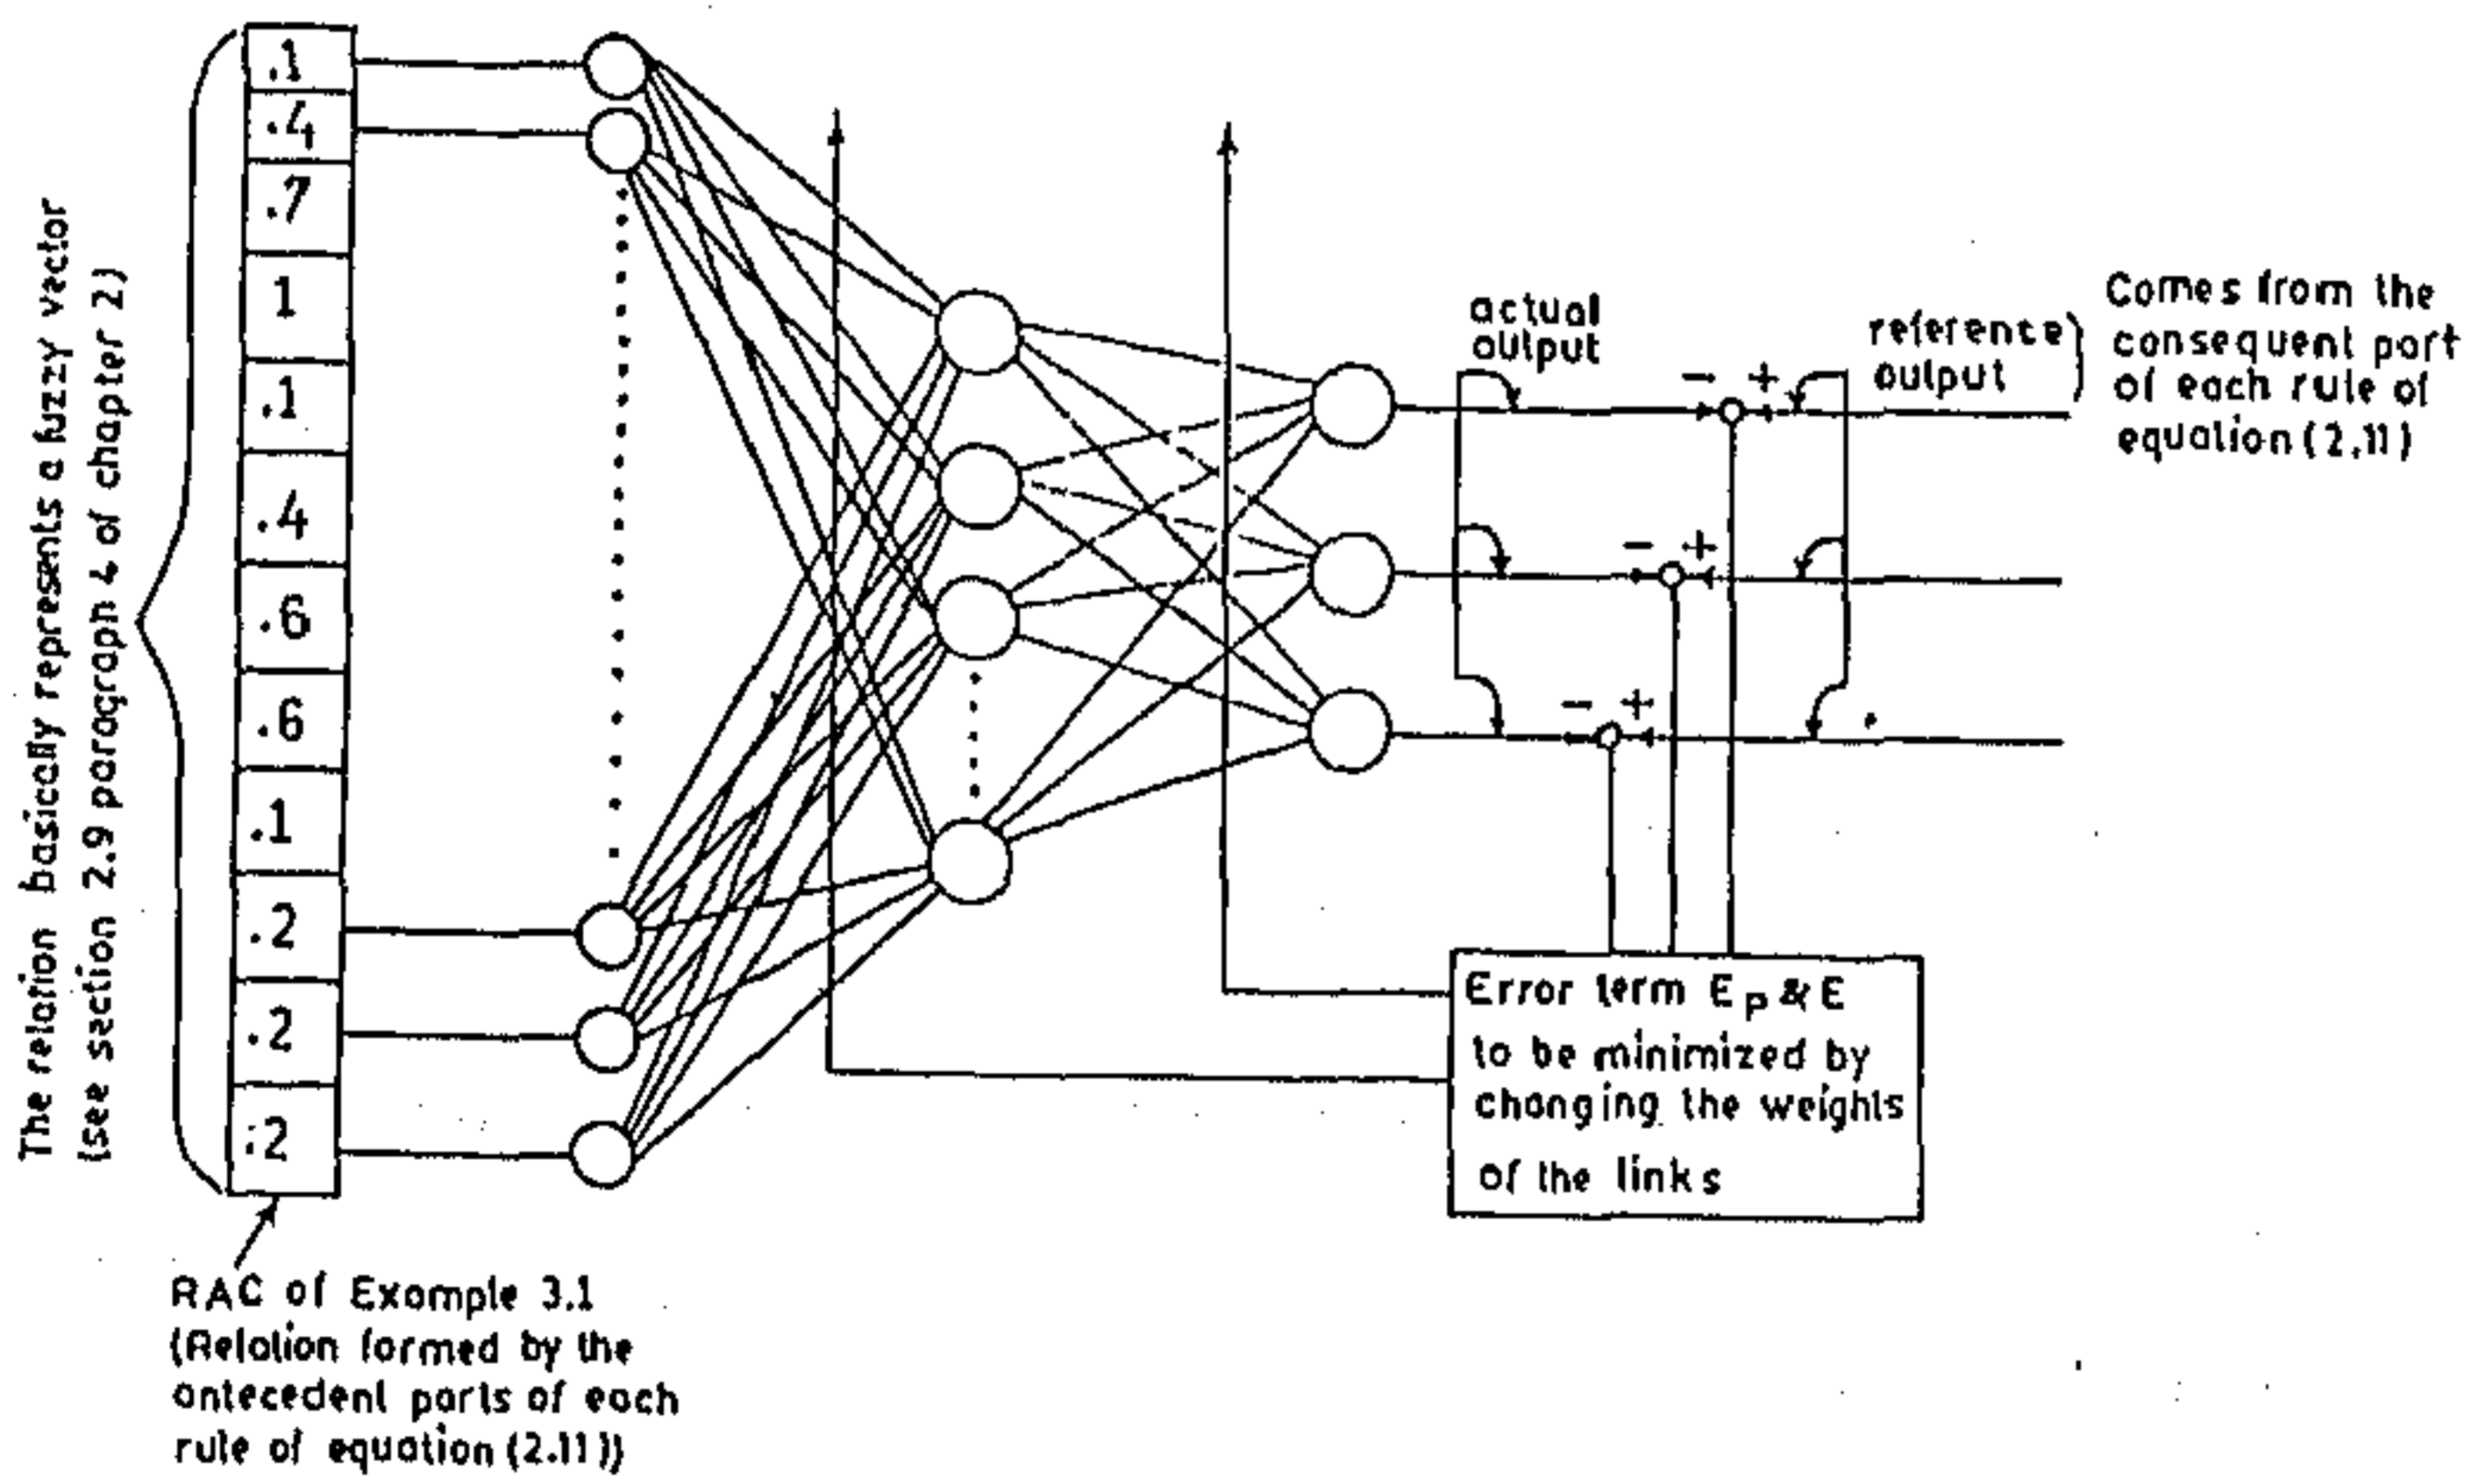 The relation basically represents a fuzzy vector
(see section 2.9 paragraph 4 of chapter 2)
.1
.4
.7
1
.1
.4
.6
.6
.1
.2
.2
.2
RAC of Example 3.1
(Relation formed by the
antecedent parts of each
rule of equation (2.11))
actual
output
- +
- +
- +
reference
output
)
Comes from the
consequent part
of each rule of
equation (2.11)
Error term Ep & E
to be minimized by
changing the weights
of the links